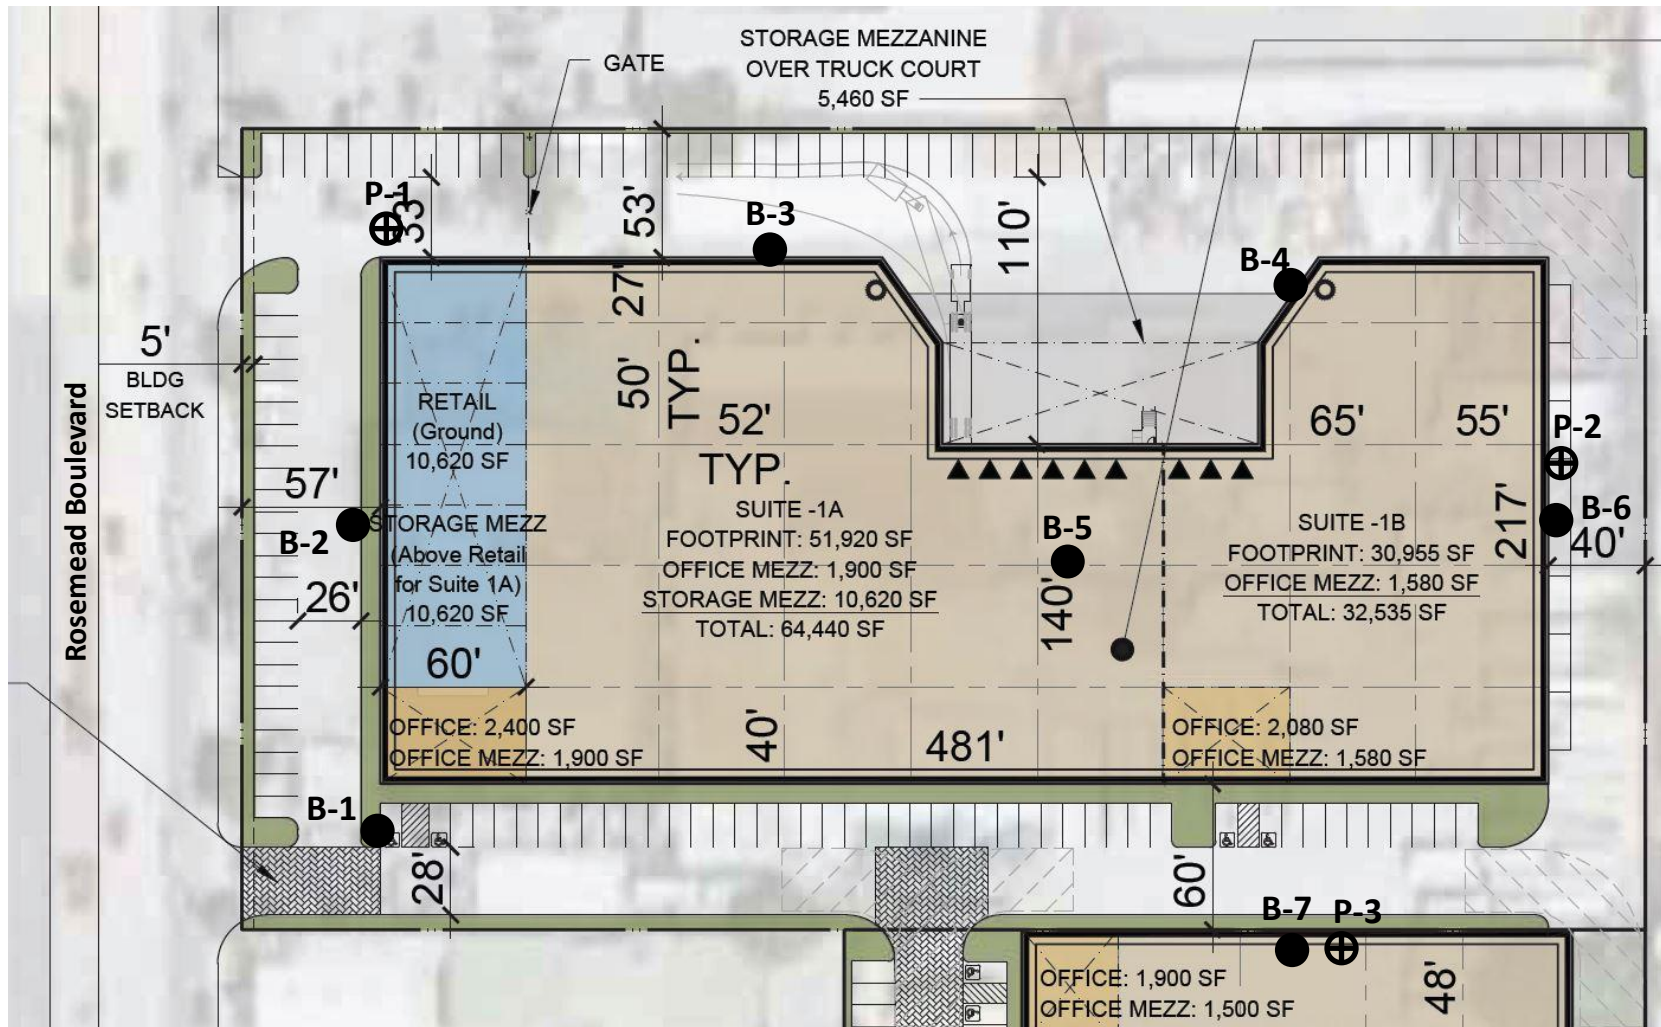 STORAGE MEZZANINE
OVER TRUCK COURT
5,460 SF
GATE
P-1
33'
53'
B-3
110'
B-4
27'
5'
BLDG
SETBACK
Rosemead Boulevard
50'
TYP.
RETAIL
(Ground)
10,620 SF
52'
TYP.
65'
55'
P-2
57'
B-2
STORAGE MEZZ
(Above Retail
for Suite 1A)
10,620 SF
SUITE -1A
FOOTPRINT: 51,920 SF
OFFICE MEZZ: 1,900 SF
STORAGE MEZZ: 10,620 SF
TOTAL: 64,440 SF
B-5
140'
SUITE -1B
FOOTPRINT: 30,955 SF
OFFICE MEZZ: 1,580 SF
TOTAL: 32,535 SF
217'
B-6
40'
26'
60'
OFFICE: 2,400 SF
OFFICE MEZZ: 1,900 SF
40'
481'
OFFICE: 2,080 SF
OFFICE MEZZ: 1,580 SF
B-1
28'
60'
B-7
P-3
OFFICE: 1,900 SF
OFFICE MEZZ: 1,500 SF
48'